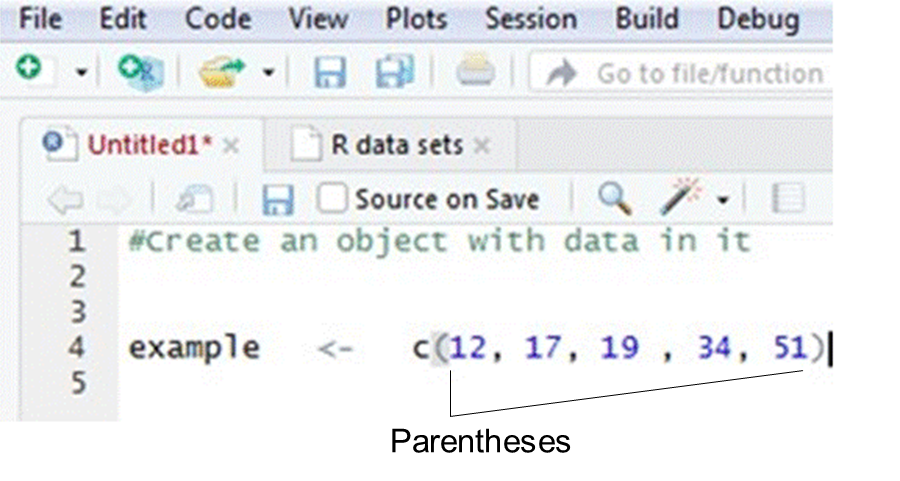 File Edit Code View Plots Session Build Debug
Go to file/function
Untitled1* R data sets
Source on Save
1 #Create an object with data in it
2
3
4 example <- c(12, 17, 19 , 34, 51)
5
Parentheses